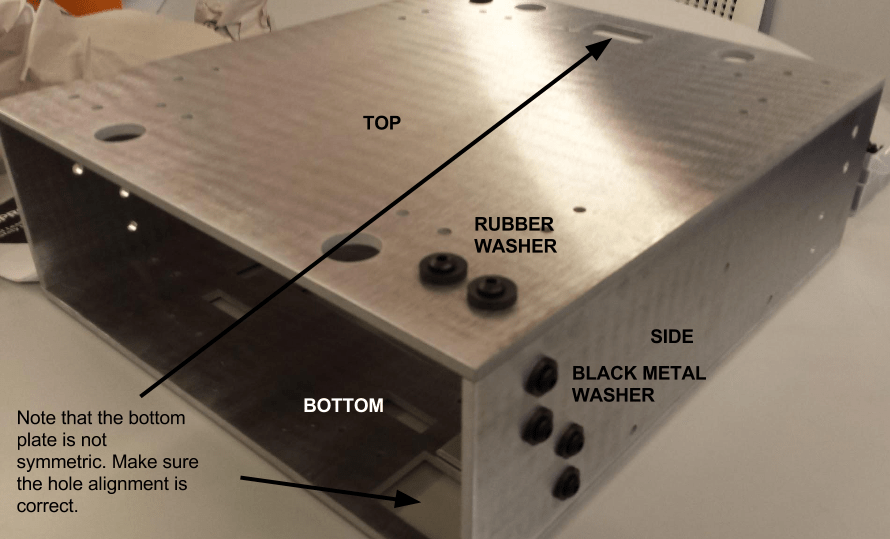 TOP
RUBBER
WASHER
SIDE
BLACK METAL
WASHER
BOTTOM
Note that the bottom
plate is not
symmetric. Make sure
the hole alignment is
correct.